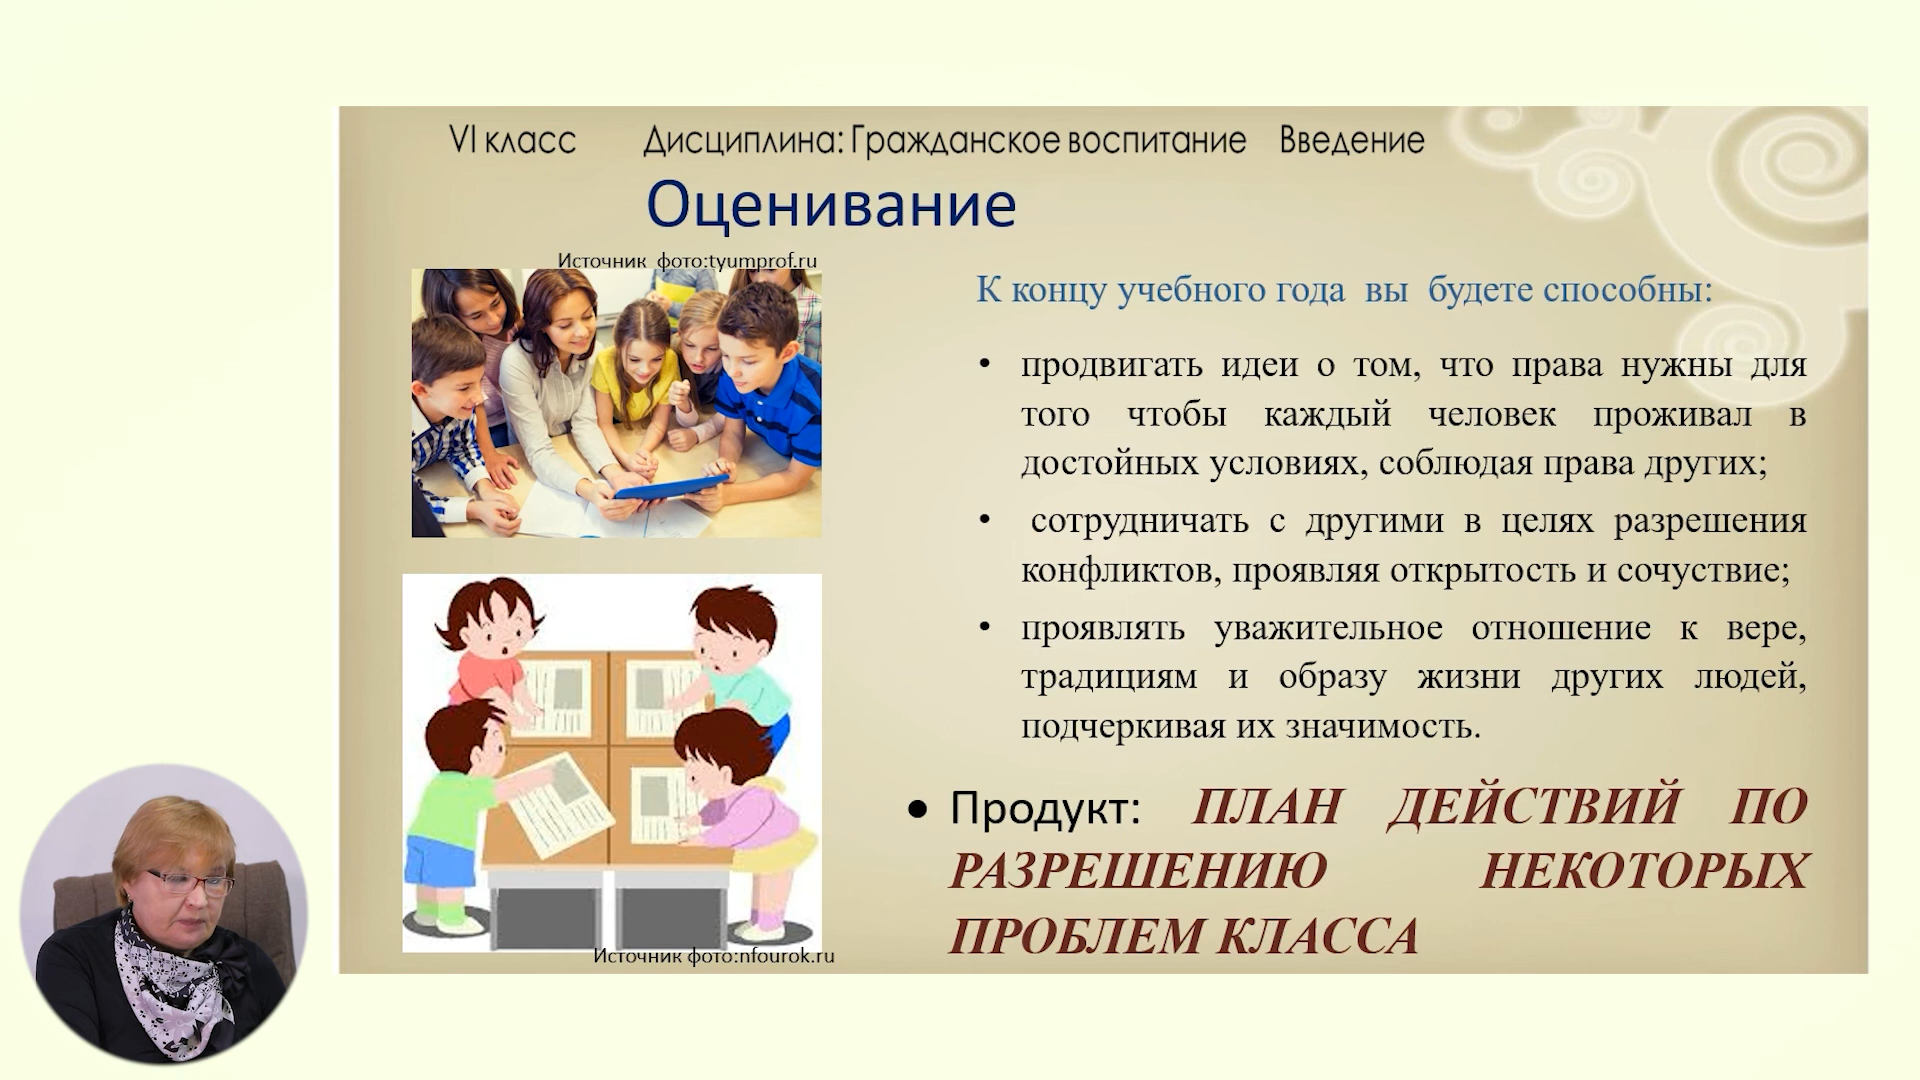 VI класс Дисциплина: Гражданское воспитание Введение
Оценивание
Источник фото:tyumprof.ru
К концу учебного года вы будете способны:
• продвигать идеи о том, что права нужны для
того чтобы каждый человек проживал в
достойных условиях, соблюдая права других;
• сотрудничать с другими в целях разрешения
конфликтов, проявляя открытость и сочуствие;
• проявлять уважительное отношение к вере,
традициям и образу жизни других людей,
подчеркивая их значимость.
• Продукт: ПЛАН ДЕЙСТВИЙ ПО
РАЗРЕШЕНИЮ НЕКОТОРЫХ
ПРОБЛЕМ КЛАССА
Источник фото:nfourok.ru